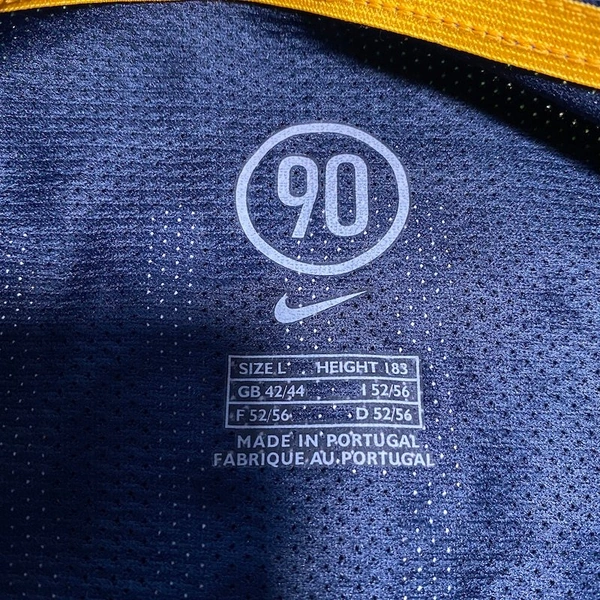 90
SIZE L HEIGHT 183
GB 42/44 I 52/56
F 52/56 D 52/56
MADE IN PORTUGAL
FABRIQUE AU PORTUGAL